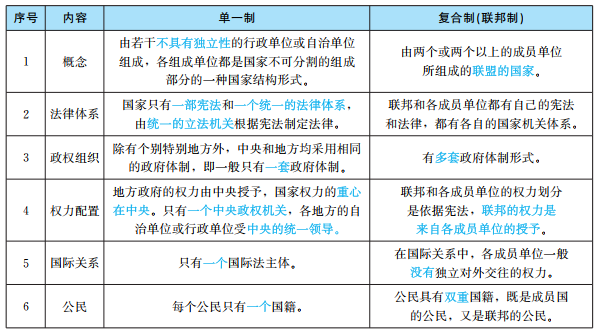 序号 内容 单一制 复合制(联邦制)
1 概念
由若干不具有独立性的行政单位或自治单位
组成，各组成单位都是国家不可分割的组成
部分的一种国家结构形式。
由两个或两个以上的成员单位
所组成的联盟的国家。
2 法律体系
国家只有一部宪法和一个统一的法律体系，
由统一的立法机关根据宪法制定法律。
联邦和各成员单位都有自己的宪法
和法律，都有各自的国家机关体系。
3 政权组织
除有个别特别地方外，中央和地方均采用相同
的政府体制，即一般只有一套政府体制。
有多套政府体制形式。
4 权力配置
地方政府的权力由中央授予，国家权力的重心
在中央。只有一个中央政权机关，各地方的自
治单位或行政单位受中央的统一领导。
联邦和各成员单位的权力划分
是依据宪法，联邦的权力是
来自各成员单位的授予。
5 国际关系
只有一个国际法主体。
在国际关系中，各成员单位一般
没有独立对外交往的权力。
6 公民
每个公民只有一个国籍。
公民具有双重国籍，既是成员国
的公民，又是联邦的公民。